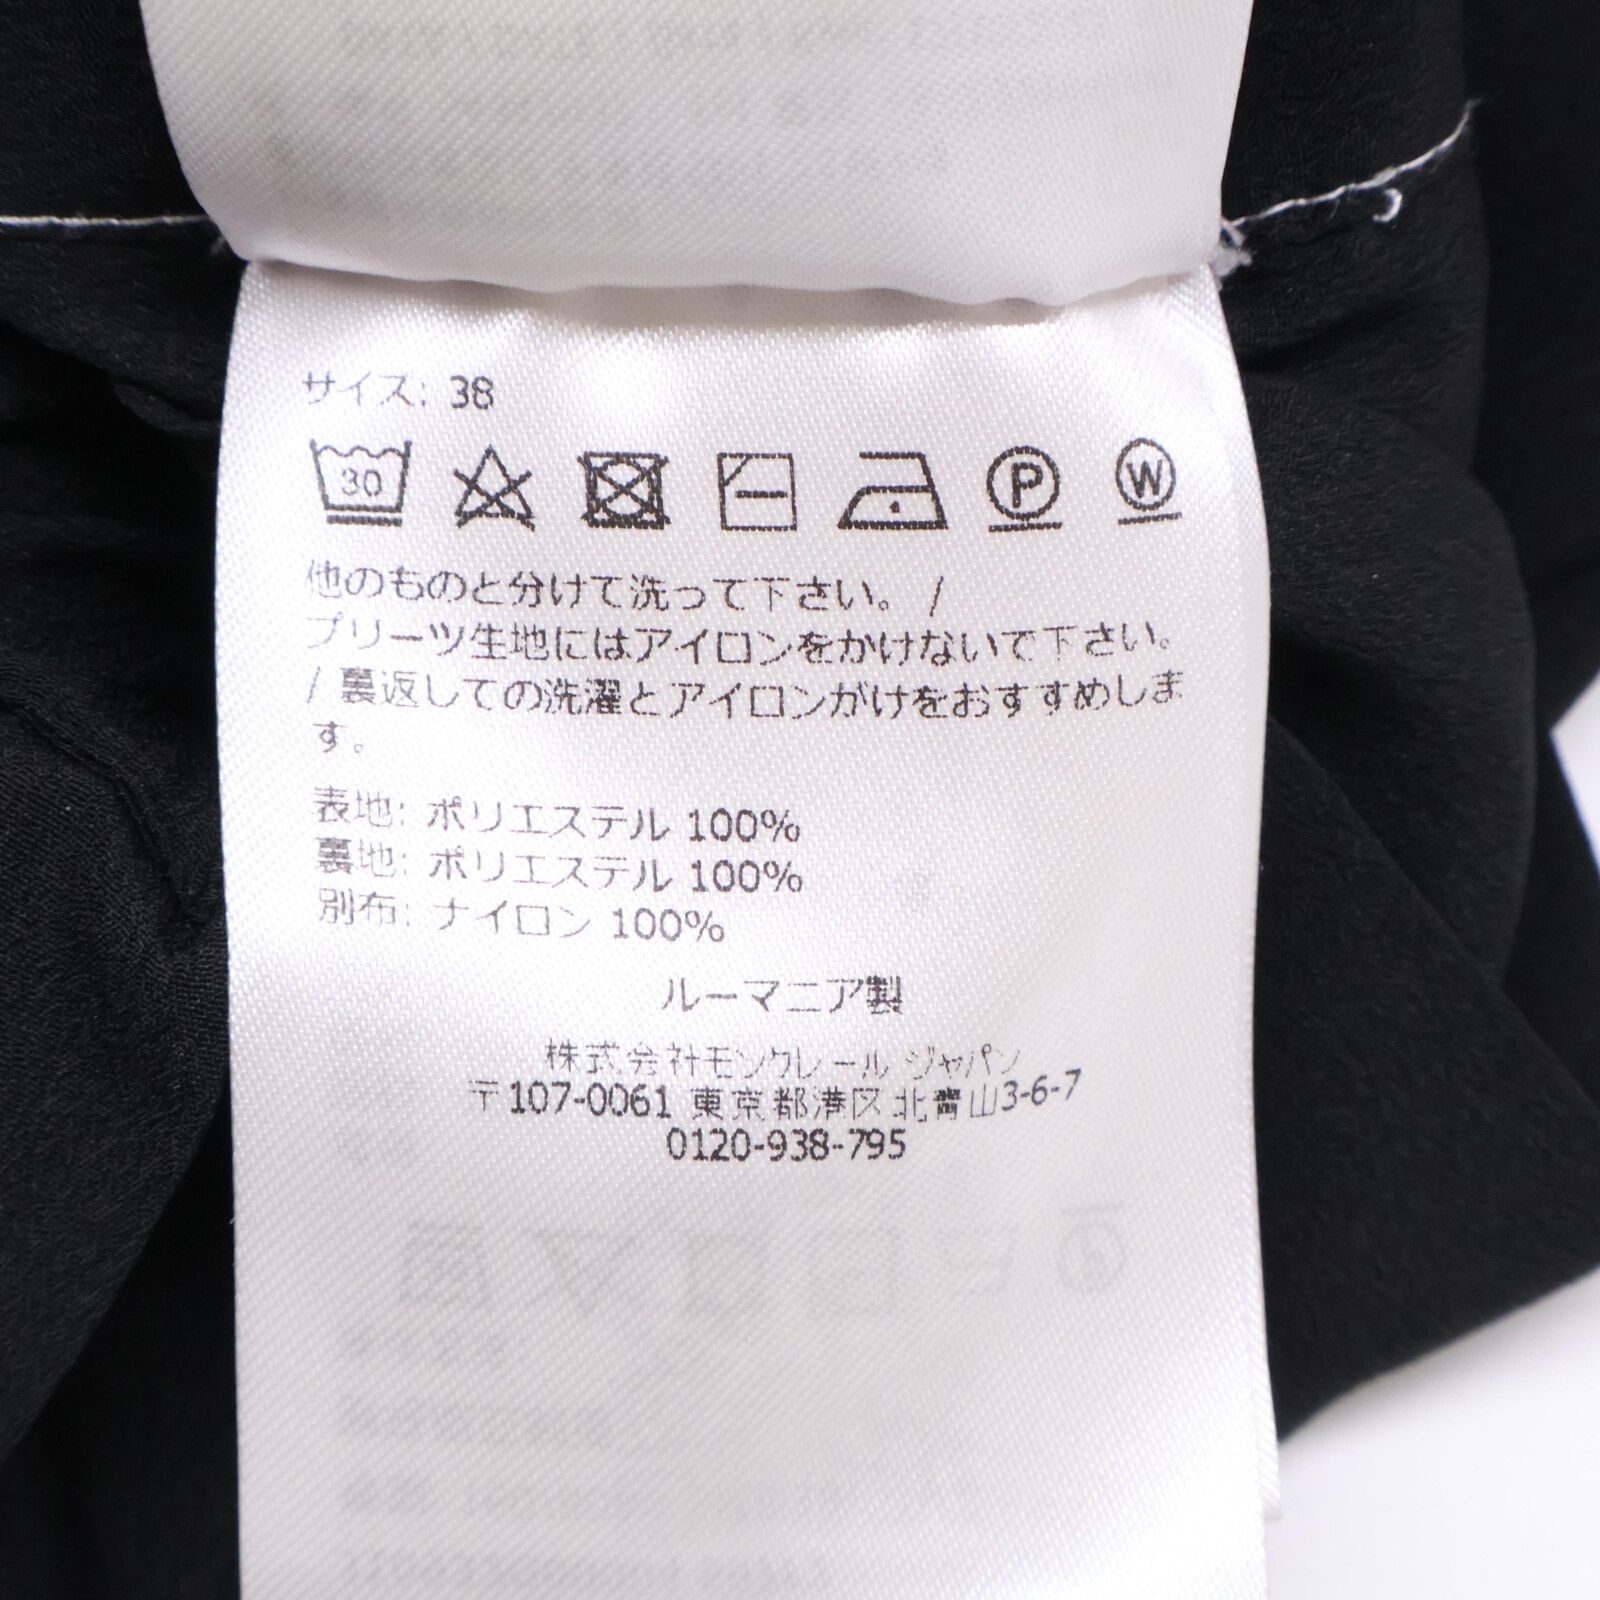 サイズ: 38
30 P W
他のものと分けて洗って下さい。 /
プリーツ生地にはアイロンをかけないで下さい。
/ 裏返しての洗濯とアイロンがけをおすすめしま
す。
表地: ポリエステル 100%
裏地: ポリエステル 100%
別布: ナイロン 100%
ルーマニア製
株式会社モンクレール ジャパン
〒107-0061 東京都港区北青山3-6-7
0120-938-795